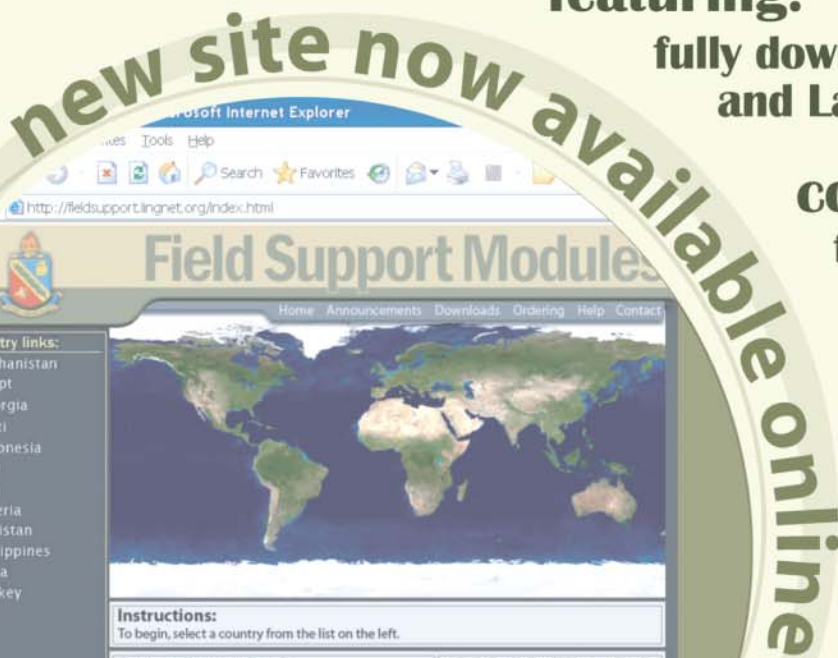 featuring:
fully dow
and La
co
new site now available online
osoft Internet Explorer
Tools Help
Search Favorites
http://fieldsupport.lingnet.org/index.html
Field Support Modules
Home Announcements Downloads Ordering Help Contact
try links:
hanistan
pt
rgia
ti
onesia
eria
istan
ippines
a
key
Instructions:
To begin, select a country from the list on the left.